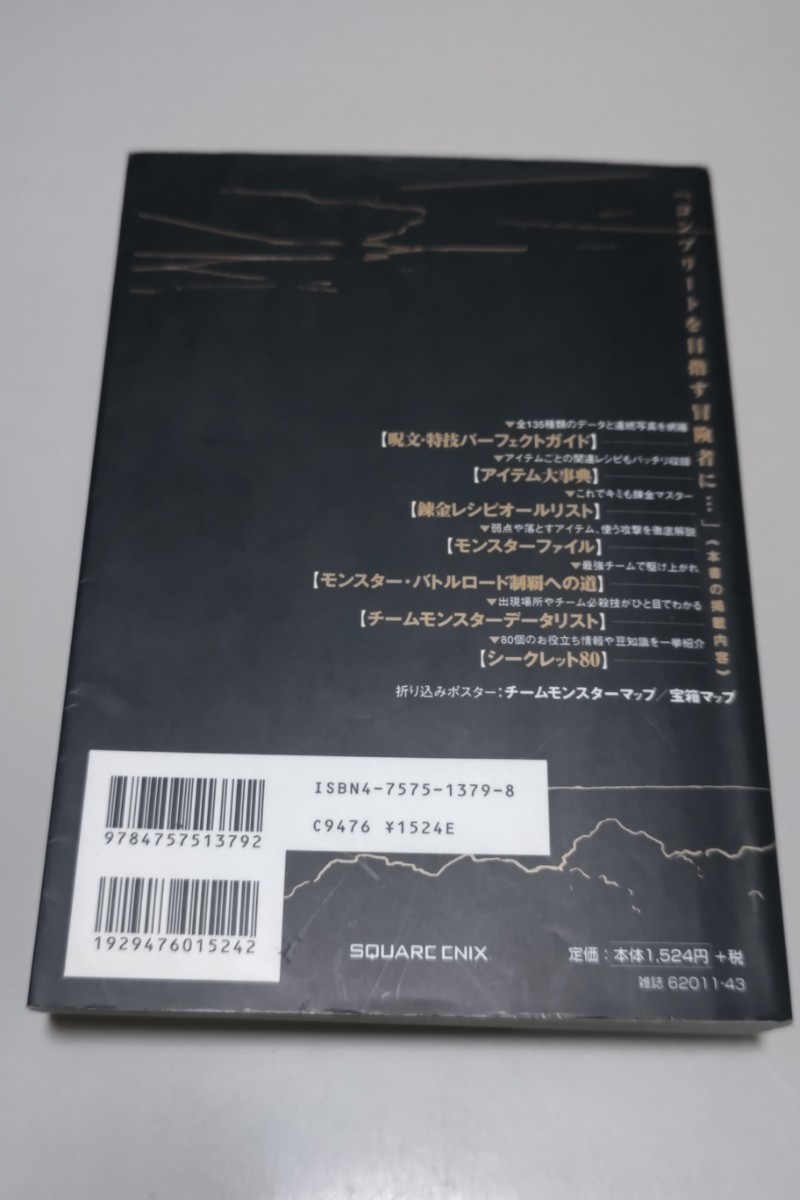 「コンプリートを目指す冒険者に…」《本書の掲載内容》
▼全135種類のデータと連続写真を網羅
【呪文・特技パーフェクトガイド】
▼アイテムごとの関連レシピもバッチリ収録
【アイテム大事典】
▼これでキミも錬金マスター
【錬金レシピオールリスト】
▼弱点や落とすアイテム、使う攻撃を徹底解説
【モンスターファイル】
▼最強チームで駆け上がれ
【モンスター・バトルロード制覇への道】
▼出現場所やチーム必殺技がひと目でわかる
【チームモンスターデータリスト】
▼80個のお役立ち情報や豆知識を一挙紹介
【シークレット80】
折り込みポスター：チームモンスターマップ／宝箱マップ
ISBN4-7575-1379-8
C9476 ¥1524E
9784757513792
1929476015242
SQUARE ENIX
定価：本体1,524円+税
雑誌 62011-43